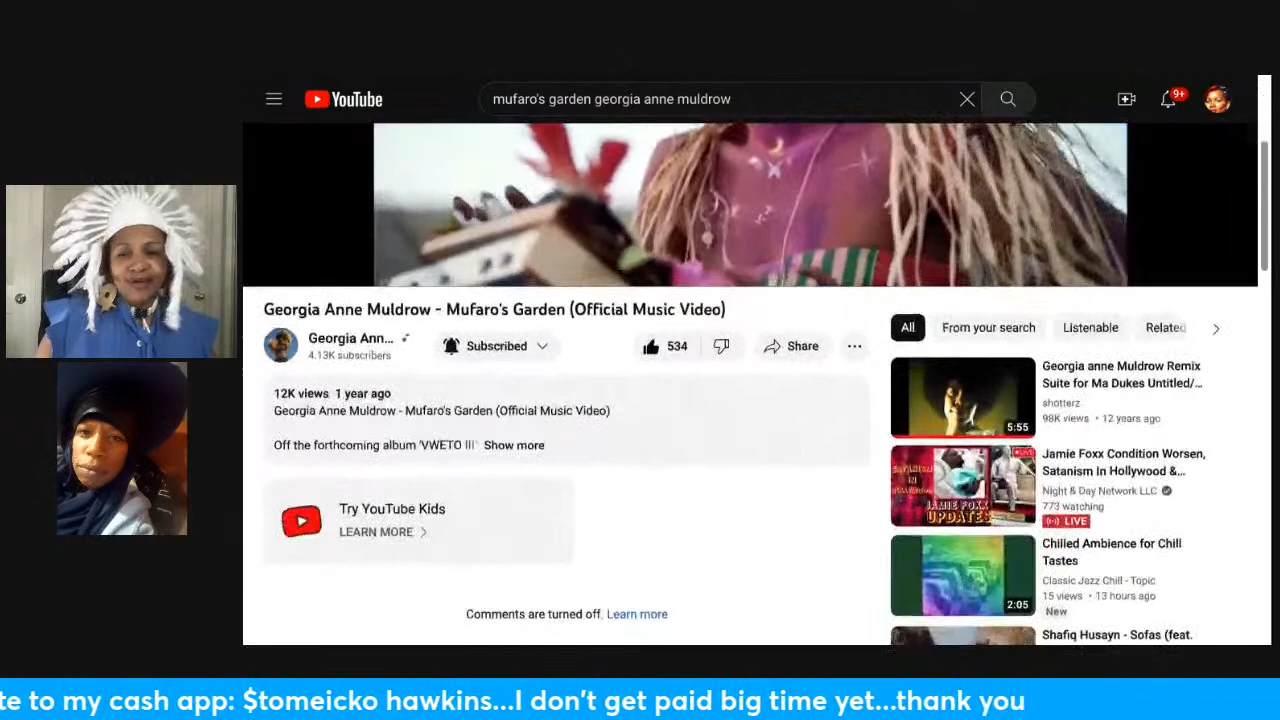 YouTube
mufaro's garden georgia anne muldrow
9+
Georgia Anne Muldrow - Mufaro's Garden (Official Music Video)
Georgia Ann...
4.13K subscribers
Subscribed
534
Share
12K views 1 year ago
Georgia Anne Muldrow - Mufaro's Garden (Official Music Video)
Off the forthcoming album 'VWETO III' Show more
Try YouTube Kids
LEARN MORE
Comments are turned off. Learn more
All
From your search
Listenable
Related
5:55
Georgia anne Muldrow Remix
Suite for Ma Dukes Untitled/...
shotterz
98K views • 12 years ago
LIVE
JAMIE FOXX
UPDATES
Jamie Foxx Condition Worsen,
Satanism In Hollywood &...
Night & Day Network LLC
773 watching
LIVE
2:05
Chilled Ambience for Chill
Tastes
Classic Jazz Chill - Topic
15 views • 13 hours ago
New
Shafiq Husayn - Sofas (feat.
te to my cash app: $tomeicko hawkins...I don't get paid big time yet...thank you